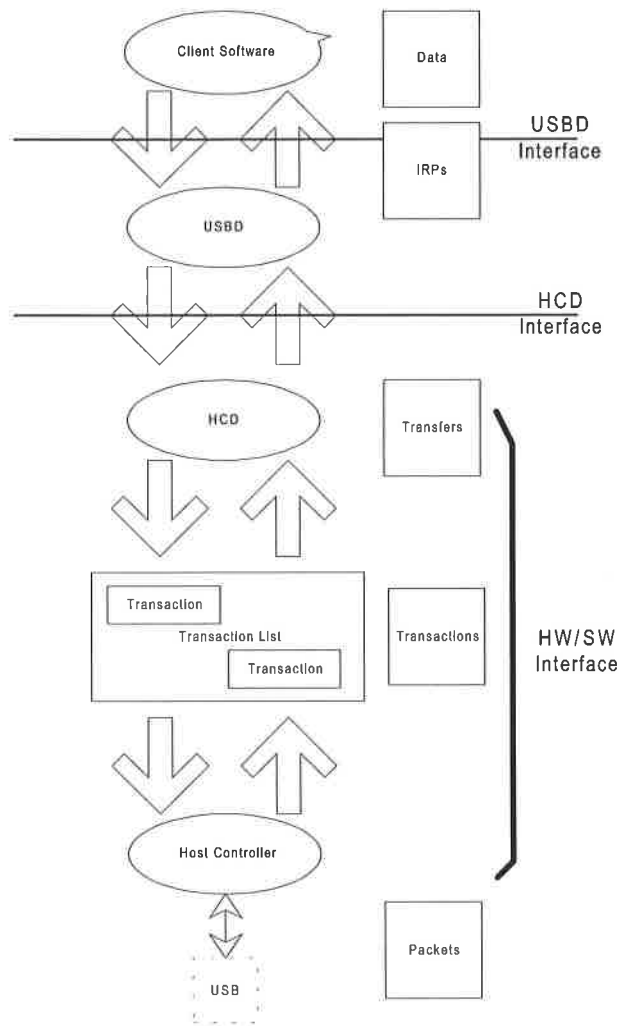 Client Software
Data
USBD
Interface
IRPs
USBD
HCD
Interface
HCD
Transfers
Transaction
Transaction List
Transaction
Transactions
HW/SW
Interface
Host Controller
Packets
USB